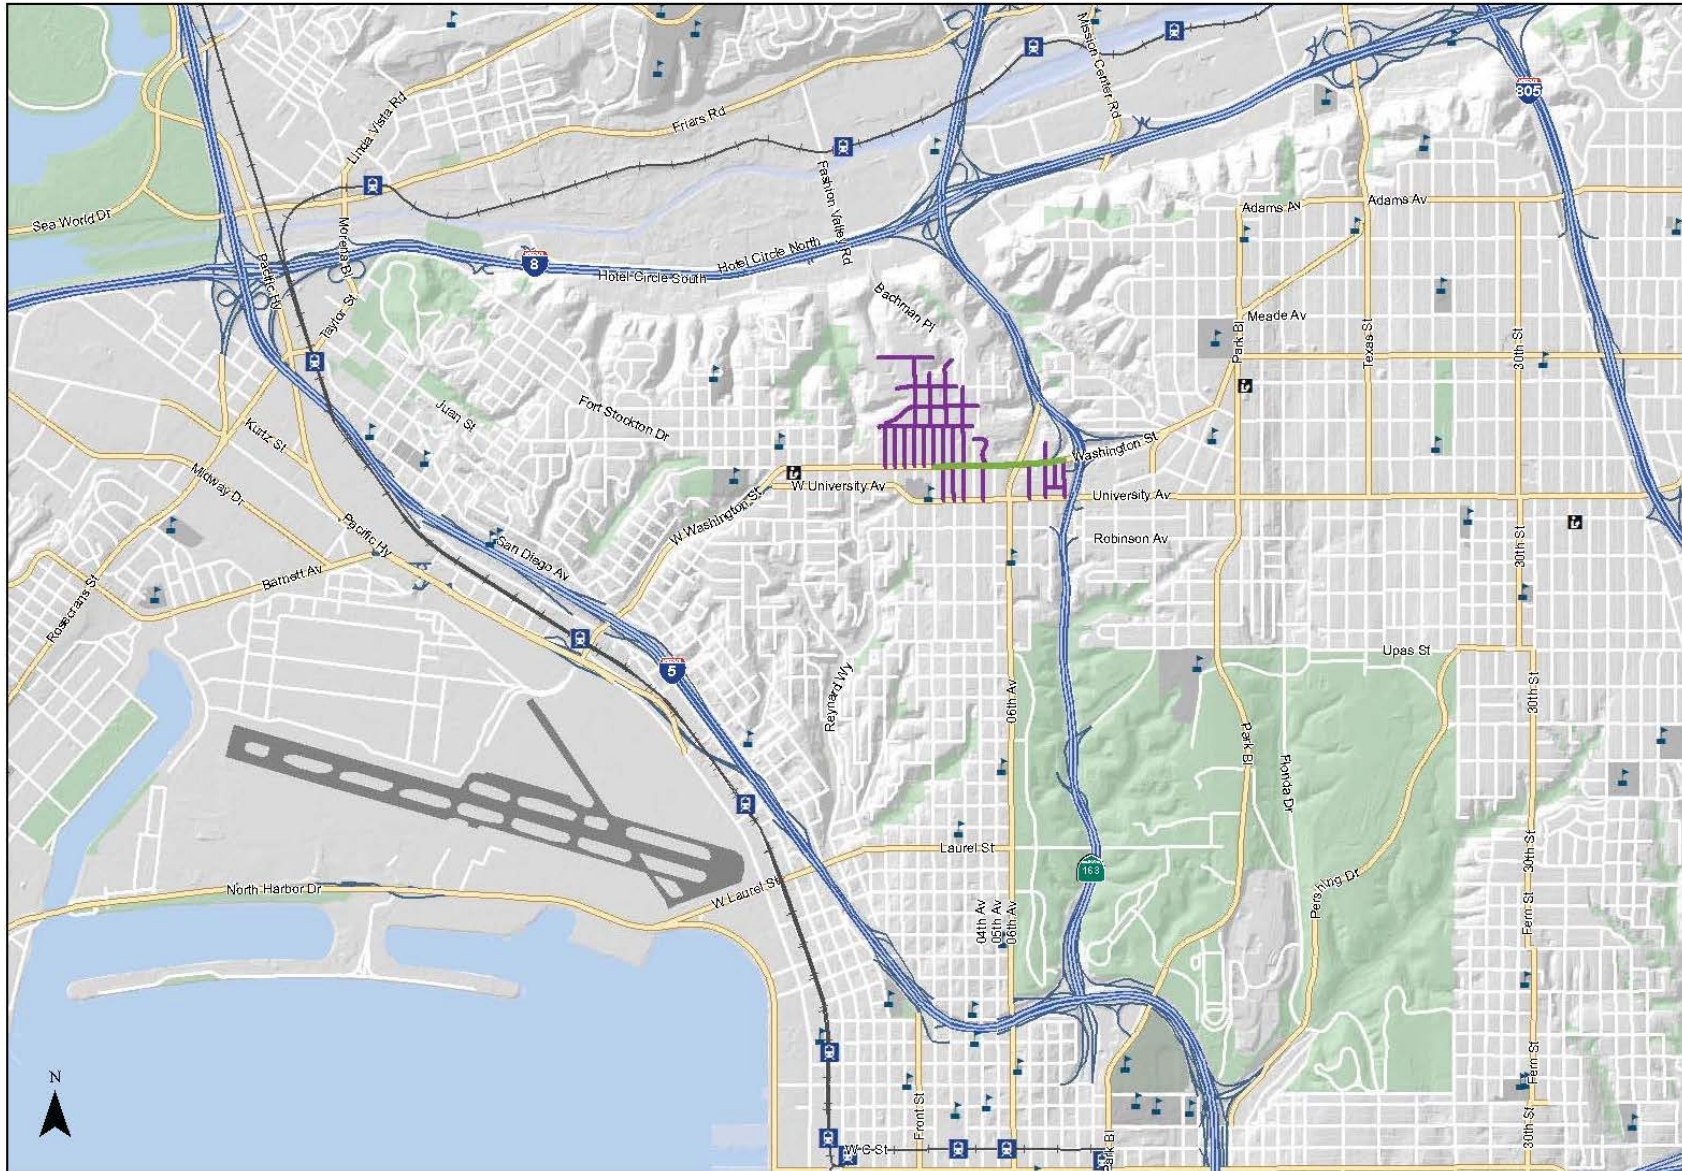 Mission Center Rd
805
Linda Vista Rd
Friars Rd
Fashion Valley Rd
Sea World Dr
Morena Bl
Adams Av
Adams Av
Pacific Hy
8
Hotel Circle North
Hotel Circle South
Bachman Pl
Taylor St
Meade Av
Park Bl
Texas St
30th St
Juan St
Fort Stockton Dr
Kurtz St
Washington St
Midway Dr
W University Av
University Av
W Washington St
Pacific Hy
San Diego Av
Robinson Av
30th St
Barnett Av
Rosecrans St
Upas St
5
Reynard Wy
06th Av
30th St
Park Bl
Florida Dr
Laurel St
163
30th St
North Harbor Dr
W Laurel St
Pershing Dr
Fern St
04th Av
05th Av
06th Av
N
Fern St
Front St
Park Bl
30th St
W C St